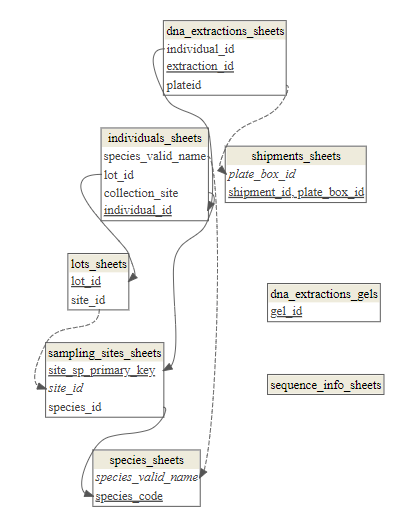 dna_extractions_sheets
individual_id
extraction_id
plateid
individuals_sheets
species_valid_name
lot_id
collection_site
individual_id
shipments_sheets
plate_box_id
shipment_id, plate_box_id
lots_sheets
lot_id
site_id
dna_extractions_gels
gel_id
sampling_sites_sheets
site_sp_primary_key
site_id
species_id
sequence_info_sheets
species_sheets
species_valid_name
species_code